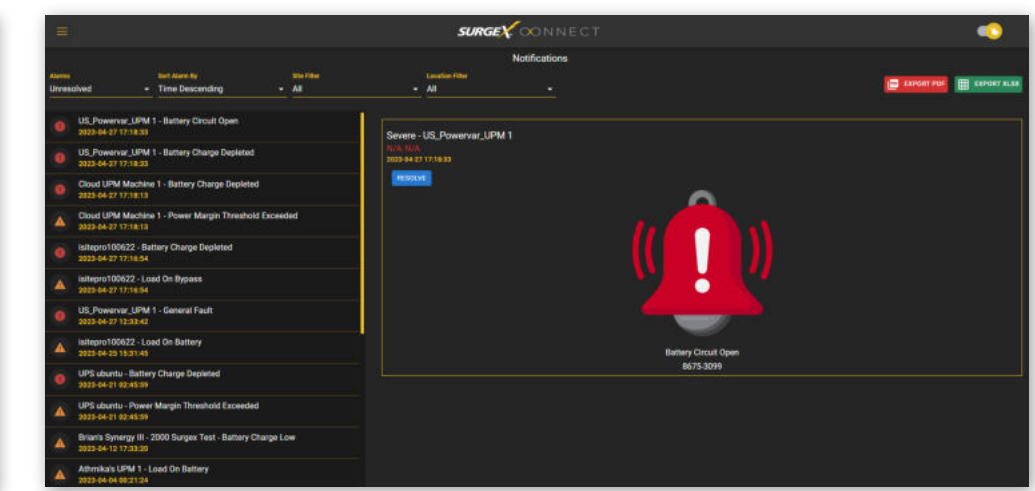 SURGEX CONNECT
Notifications
Alarms
Unresolved
Sort Alarm By
Time Descending
Site Filter
All
Location Filter
All
EXPORT PDF
EXPORT XLSX
US_Powervar_UPM 1 - Battery Circuit Open
2023-04-27 17:18:33
US_Powervar_UPM 1 - Battery Charge Depleted
2023-04-27 17:18:33
Cloud UPM Machine 1 - Battery Charge Depleted
2023-04-27 17:18:13
Cloud UPM Machine 1 - Power Margin Threshold Exceeded
2023-04-27 17:18:13
isitepro100622 - Battery Charge Depleted
2023-04-27 17:16:54
isitepro100622 - Load On Bypass
2023-04-27 17:16:54
US_Powervar_UPM 1 - General Fault
2023-04-27 12:33:42
isitepro100622 - Load On Battery
2023-04-25 15:31:45
UPS ubuntu - Battery Charge Depleted
2023-04-21 02:45:59
UPS ubuntu - Power Margin Threshold Exceeded
2023-04-21 02:45:59
Brian's Synergy III - 2000 Surgex Test - Battery Charge Low
2023-04-12 17:33:20
Athmika's UPM 1 - Load On Battery
2023-04-04 00:21:24
Severe - US_Powervar_UPM 1
N/A, N/A
2023-04-27 17:18:33
RESOLVE
Battery Circuit Open
8675-3099